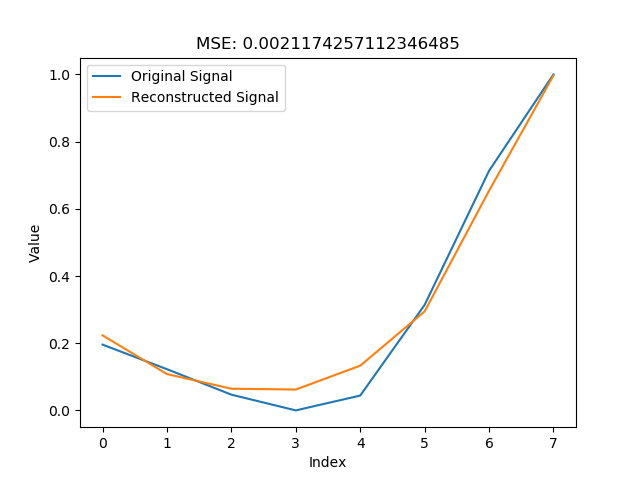 MSE: 0.0021174257112346485
Original Signal
Reconstructed Signal
1.0
0.8
0.6
0.4
0.2
0.0
Value
0 1 2 3 4 5 6 7
Index